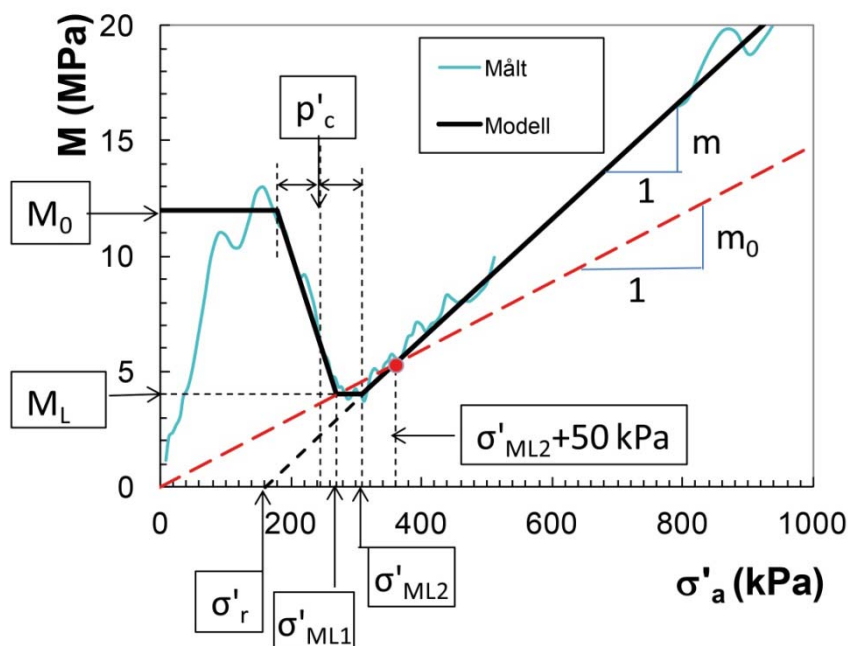 20
Målt
Modell
M (MPa)
p'c
15
m
1
M₀
10
m₀
1
5
M_L
σ'ML2+50 kPa
0
0
200
400
600
800
1000
σ'a (kPa)
σ'r
σ'ML1
σ'ML2